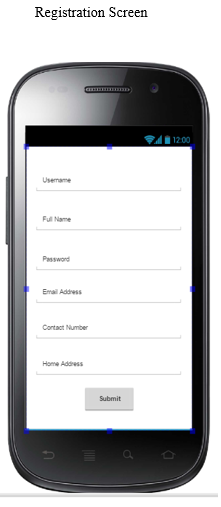 Registration Screen
12:00
Username
Full Name
Password
Email Address
Contact Number
Home Address
Submit